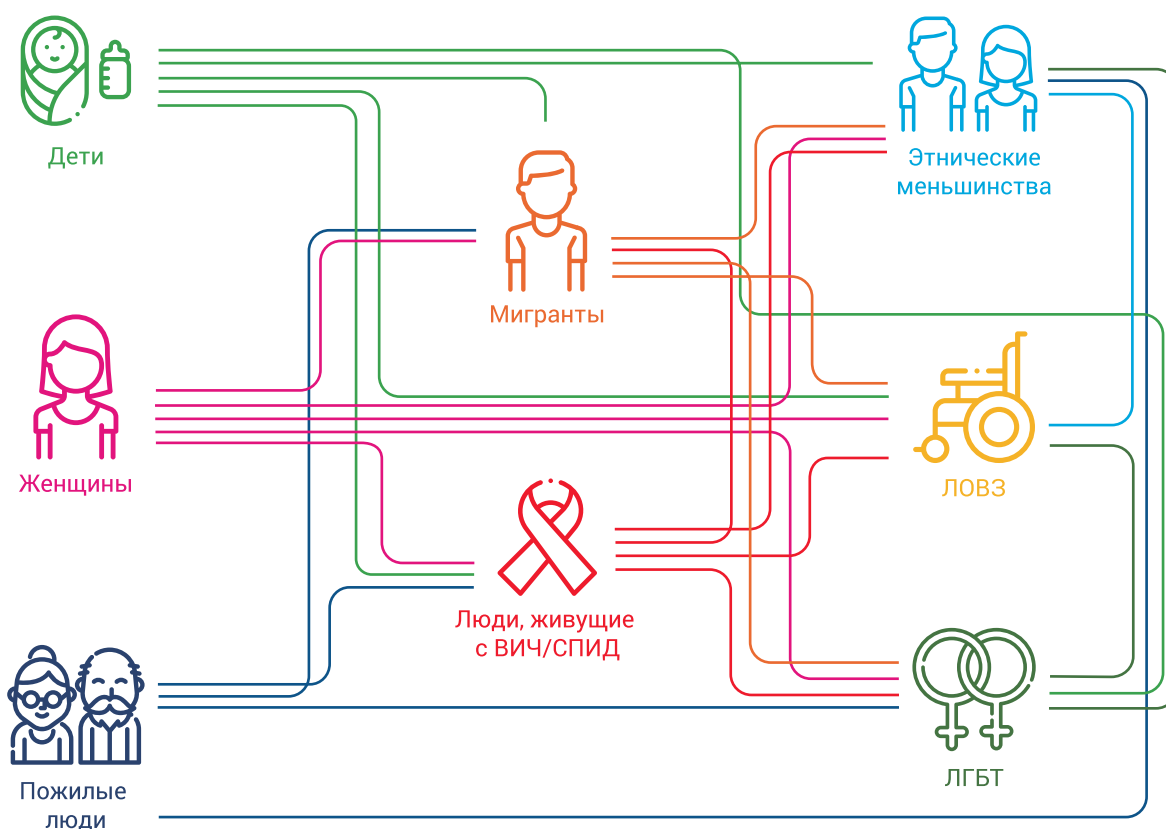 Дети
Этнические
меньшинства
Мигранты
Женщины
ЛОВЗ
Люди, живущие
с ВИЧ/СПИД
ЛГБТ
Пожилые
люди